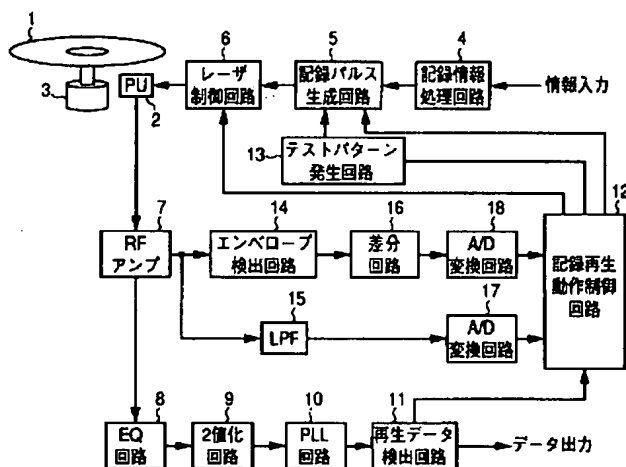 1
6
5
4
レーザ
制御回路
記録パルス
生成回路
記録情報
処理回路
情報入力
3
PU
2
13
テストパターン
発生回路
12
7
14
16
18
RF
アンプ
エンベロープ
検出回路
差分
回路
A/D
変換回路
記録再生
動作制御
回路
15
17
LPF
A/D
変換回路
8
9
10
11
EQ
回路
2値化
回路
PLL
回路
再生データ
検出回路
データ出力